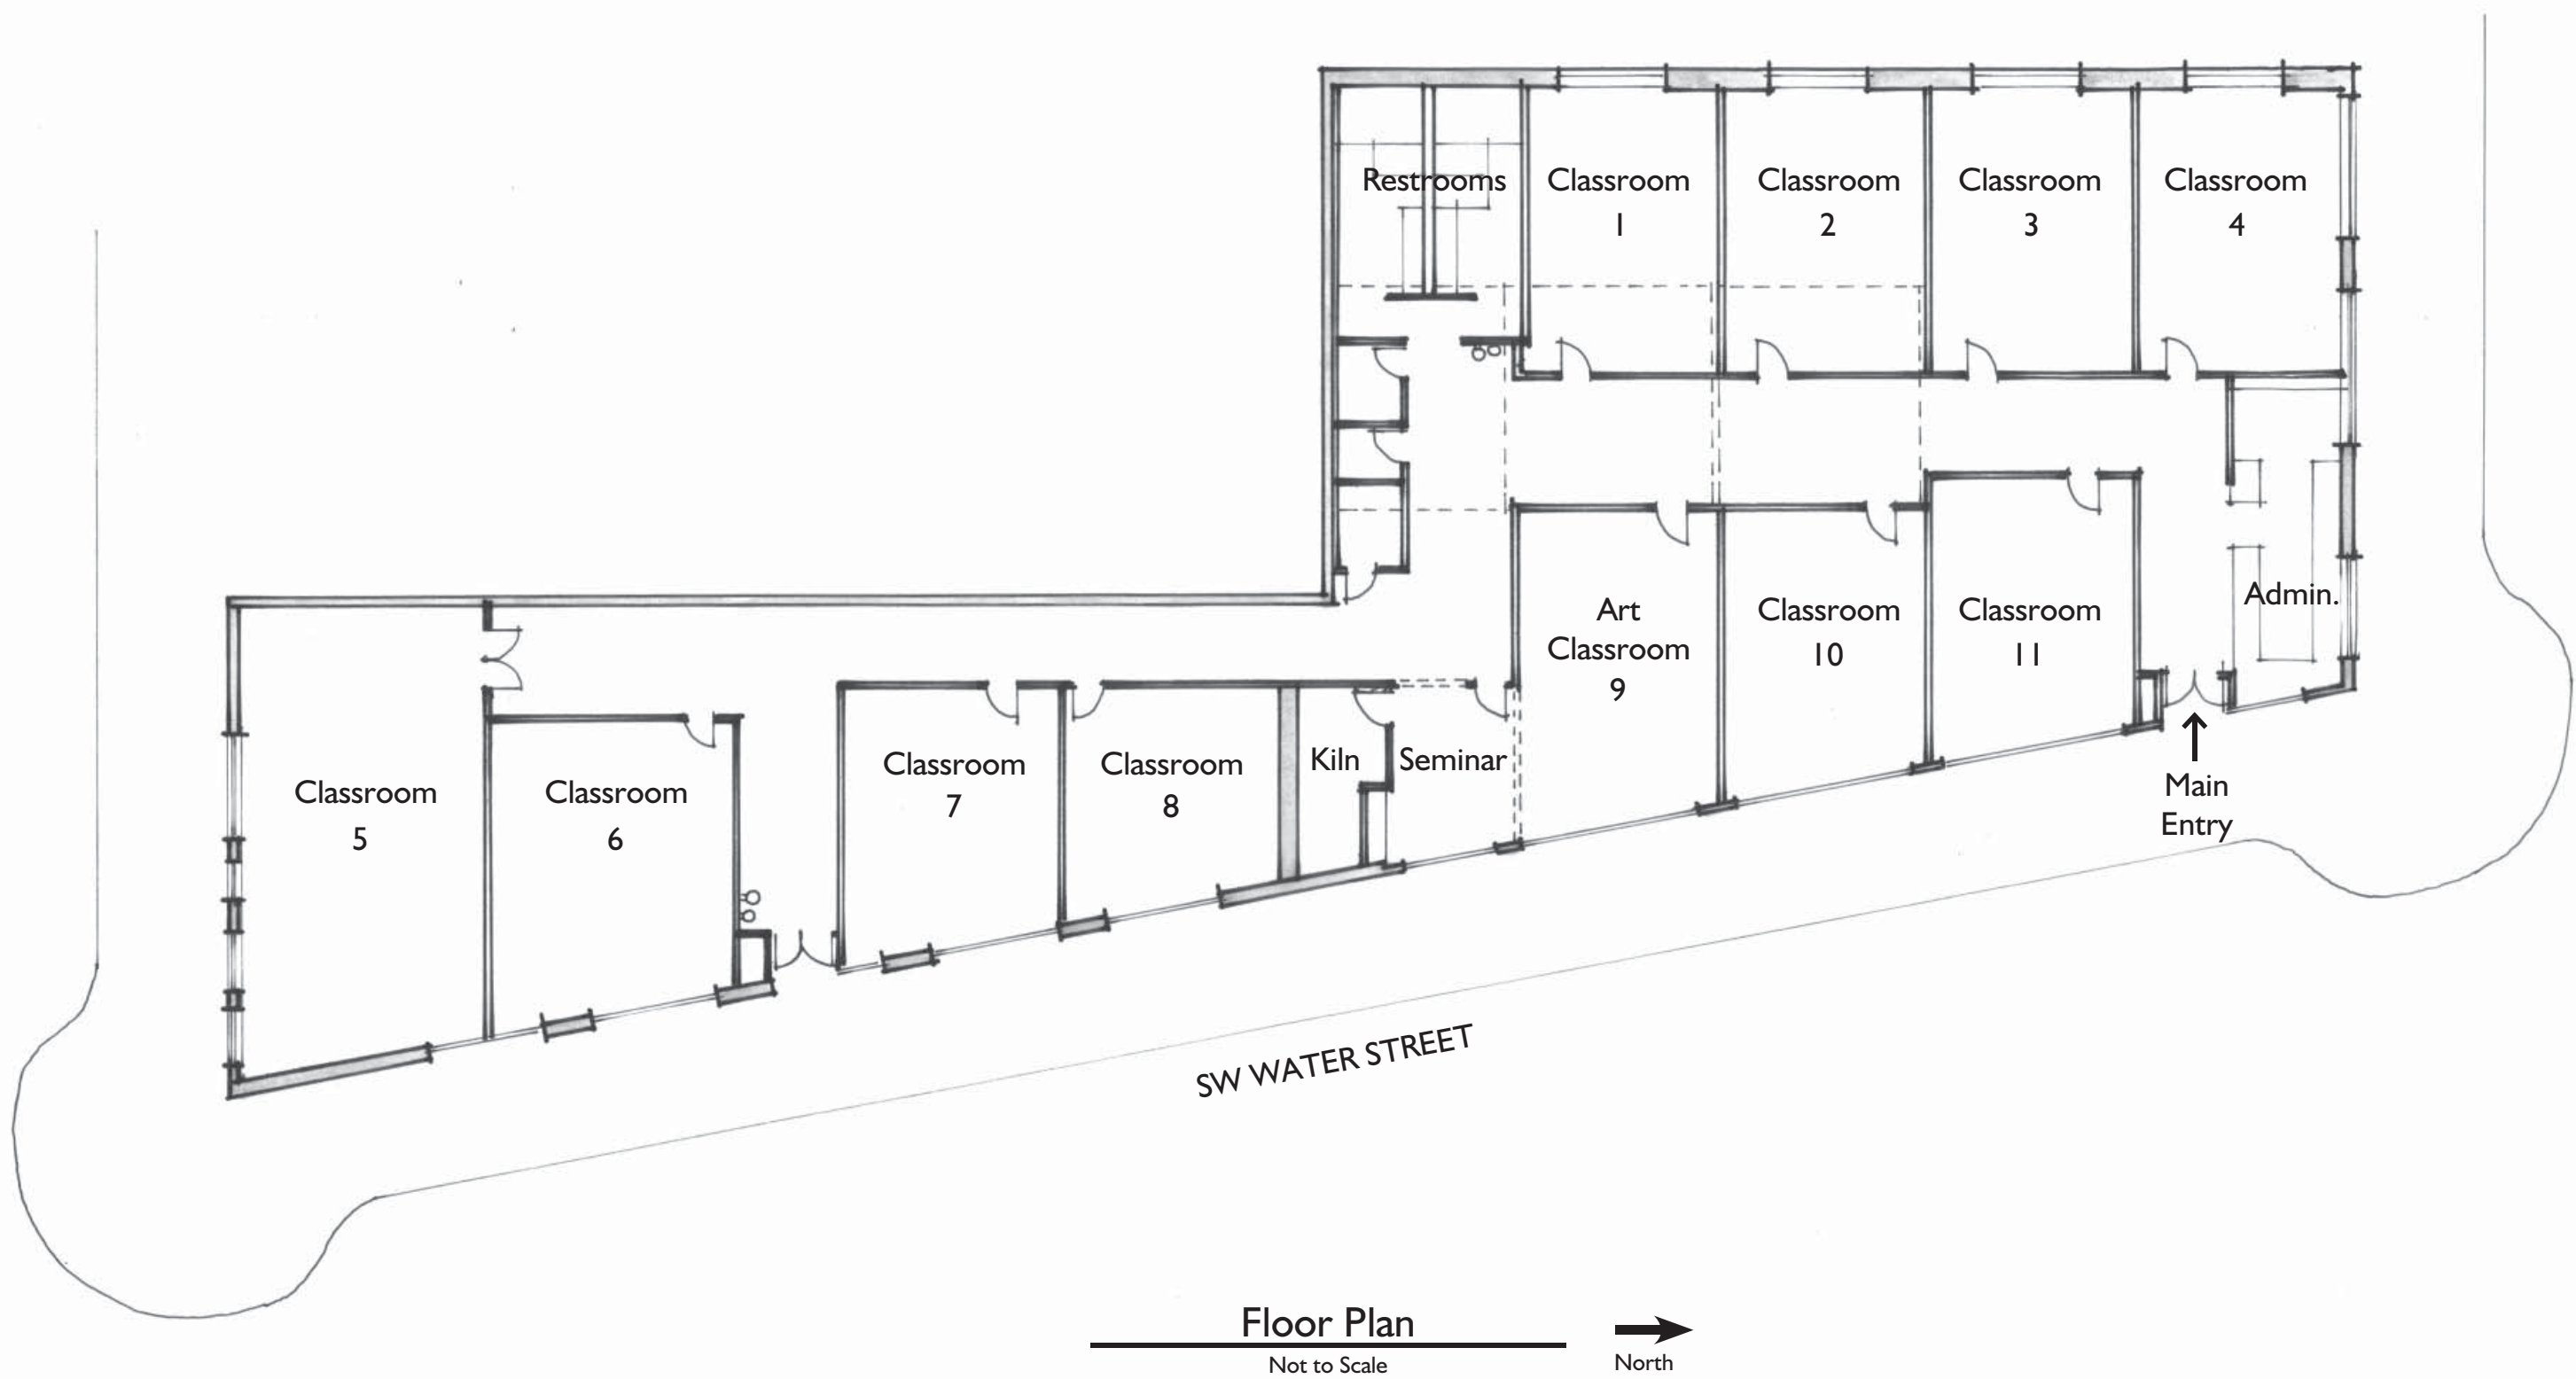 Restrooms
Classroom
1
Classroom
2
Classroom
3
Classroom
4
Classroom
5
Classroom
6
Classroom
7
Classroom
8
Kiln
Seminar
Art
Classroom
9
Classroom
10
Classroom
11
Admin.
Main
Entry
SW WATER STREET
Floor Plan
Not to Scale
North